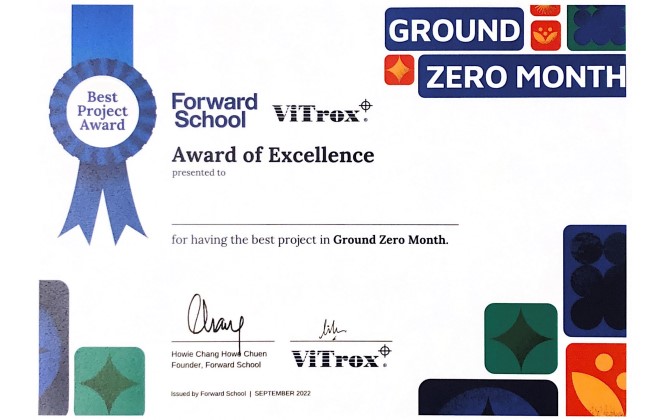 GROUND
ZERO MONTH
Best
Project
Award
Forward
School
ViTrox
Award of Excellence
presented to
for having the best project in Ground Zero Month.
Howie Chang Howe Chuen
Founder, Forward School
ViTrox
Issued by Forward School | SEPTEMBER 2022